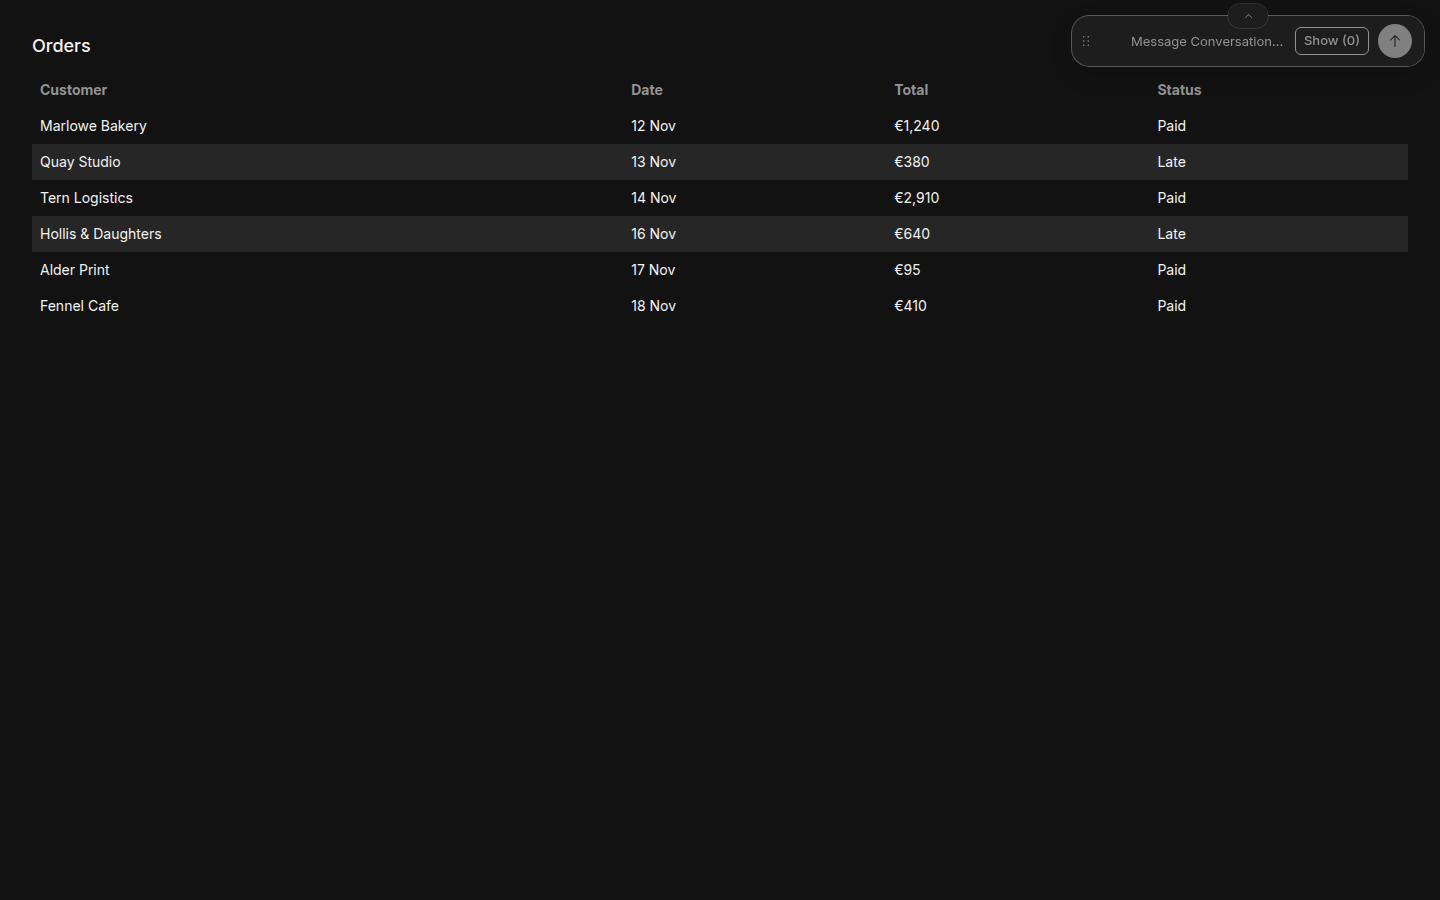 Orders
Message Conversation...
Show (0)
Customer Date Total Status
Marlowe Bakery 12 Nov €1,240 Paid
Quay Studio 13 Nov €380 Late
Tern Logistics 14 Nov €2,910 Paid
Hollis & Daughters 16 Nov €640 Late
Alder Print 17 Nov €95 Paid
Fennel Cafe 18 Nov €410 Paid